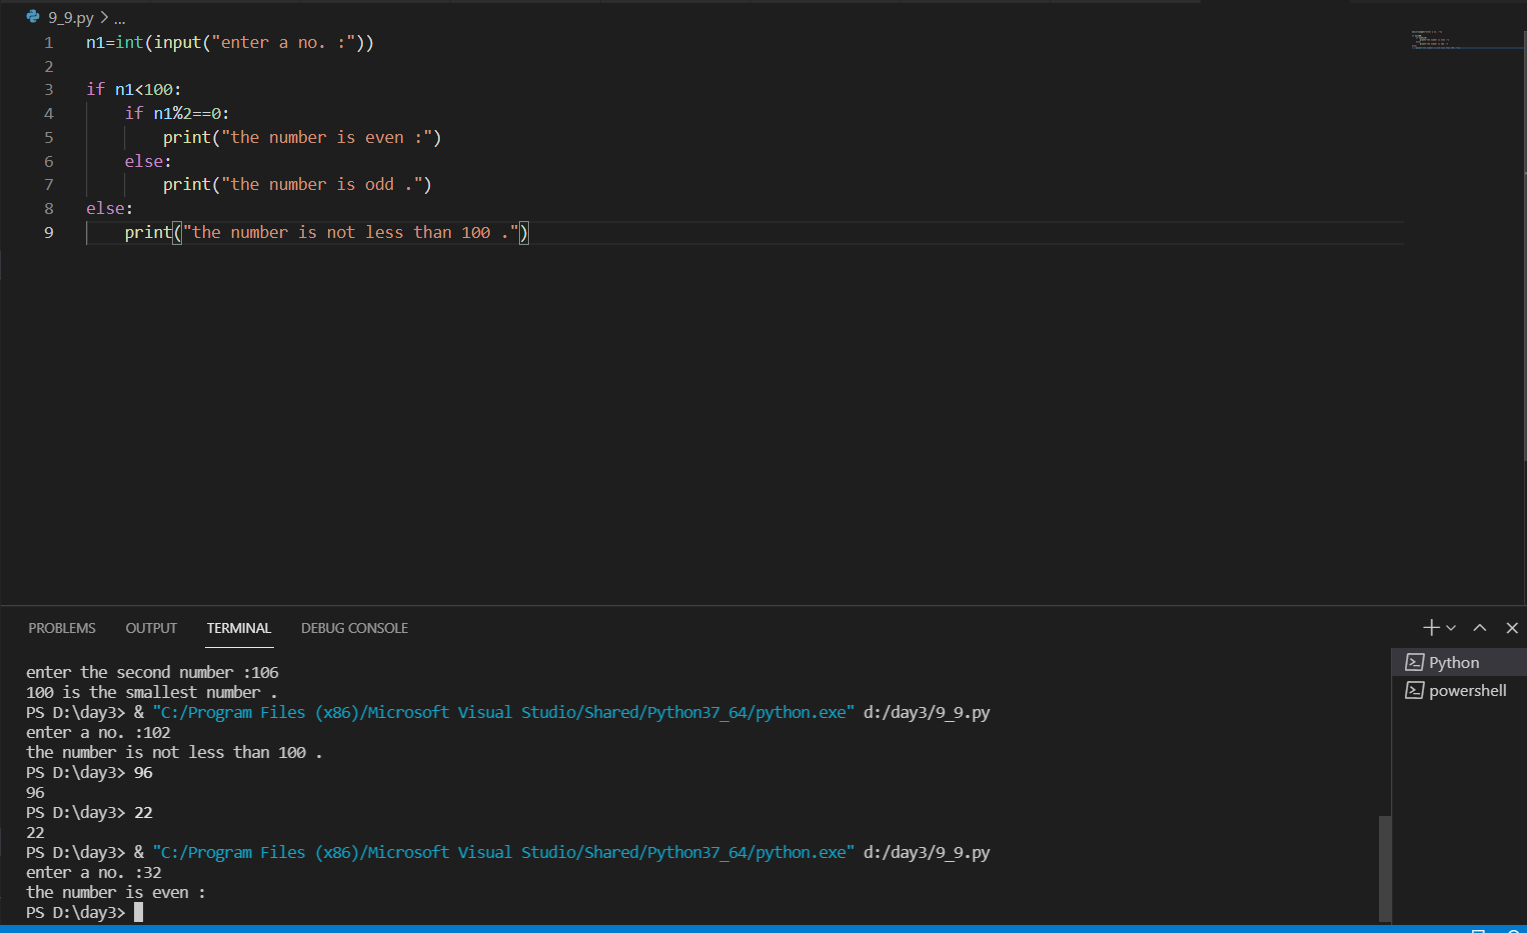 9_9.py > ...
1 n1=int(input("enter a no. :"))
2
3 if n1<100:
4     if n1%2==0:
5         print("the number is even :")
6     else:
7         print("the number is odd .")
8 else:
9     print("the number is not less than 100 .")
PROBLEMS OUTPUT TERMINAL DEBUG CONSOLE
enter the second number :106
100 is the smallest number .
PS D:\day3> & "C:/Program Files (x86)/Microsoft Visual Studio/Shared/Python37_64/python.exe" d:/day3/9_9.py
enter a no. :102
the number is not less than 100 .
PS D:\day3> 96
96
PS D:\day3> 22
22
PS D:\day3> & "C:/Program Files (x86)/Microsoft Visual Studio/Shared/Python37_64/python.exe" d:/day3/9_9.py
enter a no. :32
the number is even :
PS D:\day3>
Python
powershell